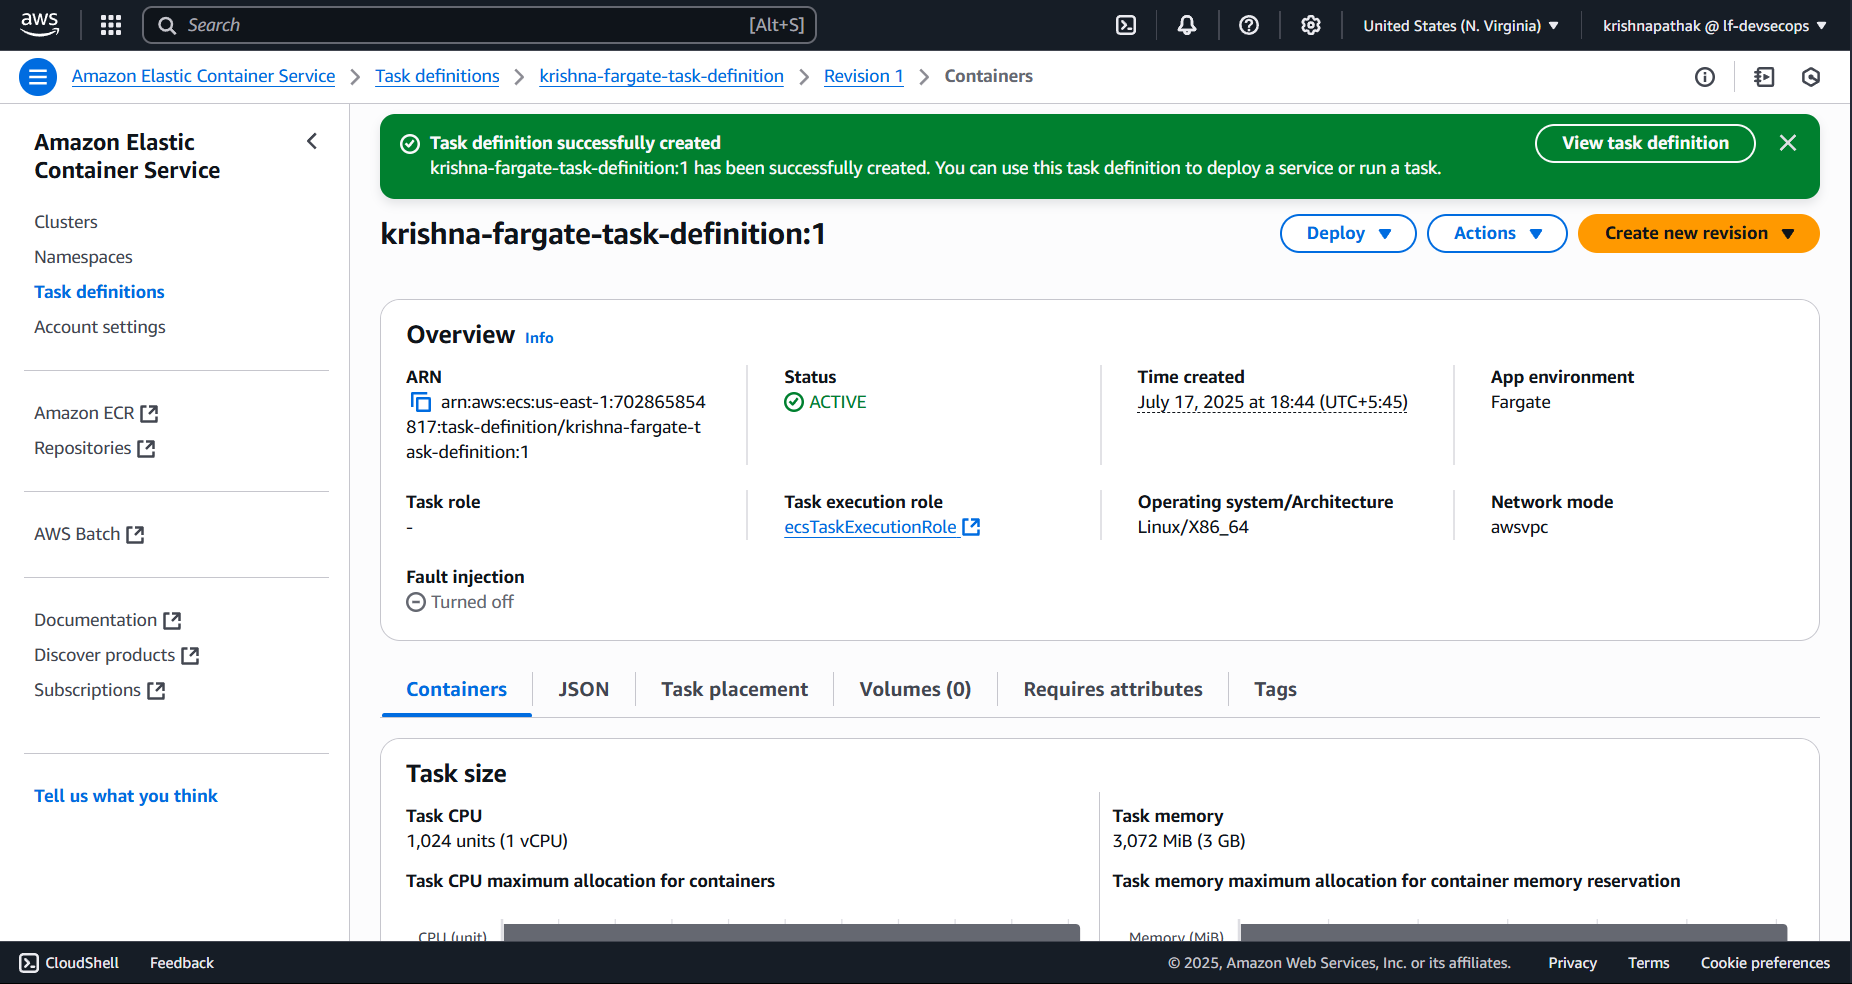 aws
Search [Alt+S]
United States (N. Virginia)
krishnapathak @ lf-devsecops
Amazon Elastic Container Service
Task definitions
krishna-fargate-task-definition
Revision 1
Containers
Amazon Elastic
Container Service
Clusters
Namespaces
Task definitions
Account settings
Amazon ECR
Repositories
AWS Batch
Documentation
Discover products
Subscriptions
Tell us what you think
Task definition successfully created
krishna-fargate-task-definition:1 has been successfully created. You can use this task definition to deploy a service or run a task.
View task definition
krishna-fargate-task-definition:1
Deploy
Actions
Create new revision
Overview Info
ARN
arn:aws:ecs:us-east-1:702865854
817:task-definition/krishna-fargate-t
ask-definition:1
Status
ACTIVE
Time created
July 17, 2025 at 18:44 (UTC+5:45)
App environment
Fargate
Task role
-
Task execution role
ecsTaskExecutionRole
Operating system/Architecture
Linux/X86_64
Network mode
awsvpc
Fault injection
Turned off
Containers
JSON
Task placement
Volumes (0)
Requires attributes
Tags
Task size
Task CPU
1,024 units (1 vCPU)
Task memory
3,072 MiB (3 GB)
Task CPU maximum allocation for containers
CPU (unit)
Task memory maximum allocation for container memory reservation
Memory (MiB)
CloudShell
Feedback
© 2025, Amazon Web Services, Inc. or its affiliates.
Privacy
Terms
Cookie preferences